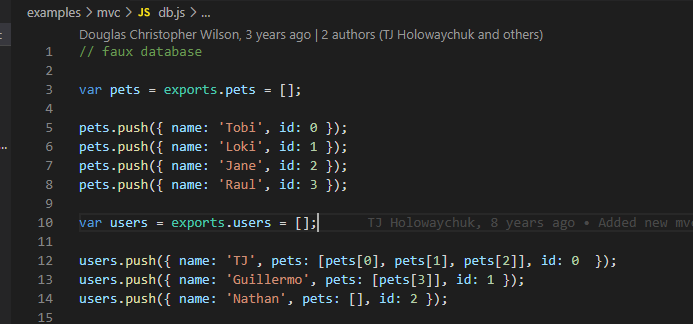 examples > mvc > JS db.js > ...
Douglas Christopher Wilson, 3 years ago | 2 authors (TJ Holowaychuk and others)
1 // faux database
2
3 var pets = exports.pets = [];
4
5 pets.push({ name: 'Tobi', id: 0 });
6 pets.push({ name: 'Loki', id: 1 });
7 pets.push({ name: 'Jane', id: 2 });
8 pets.push({ name: 'Raul', id: 3 });
9
10 var users = exports.users = []; TJ Holowaychuk, 8 years ago • Added new mv
11
12 users.push({ name: 'TJ', pets: [pets[0], pets[1], pets[2]], id: 0  });
13 users.push({ name: 'Guillermo', pets: [pets[3]], id: 1 });
14 users.push({ name: 'Nathan', pets: [], id: 2 });
15